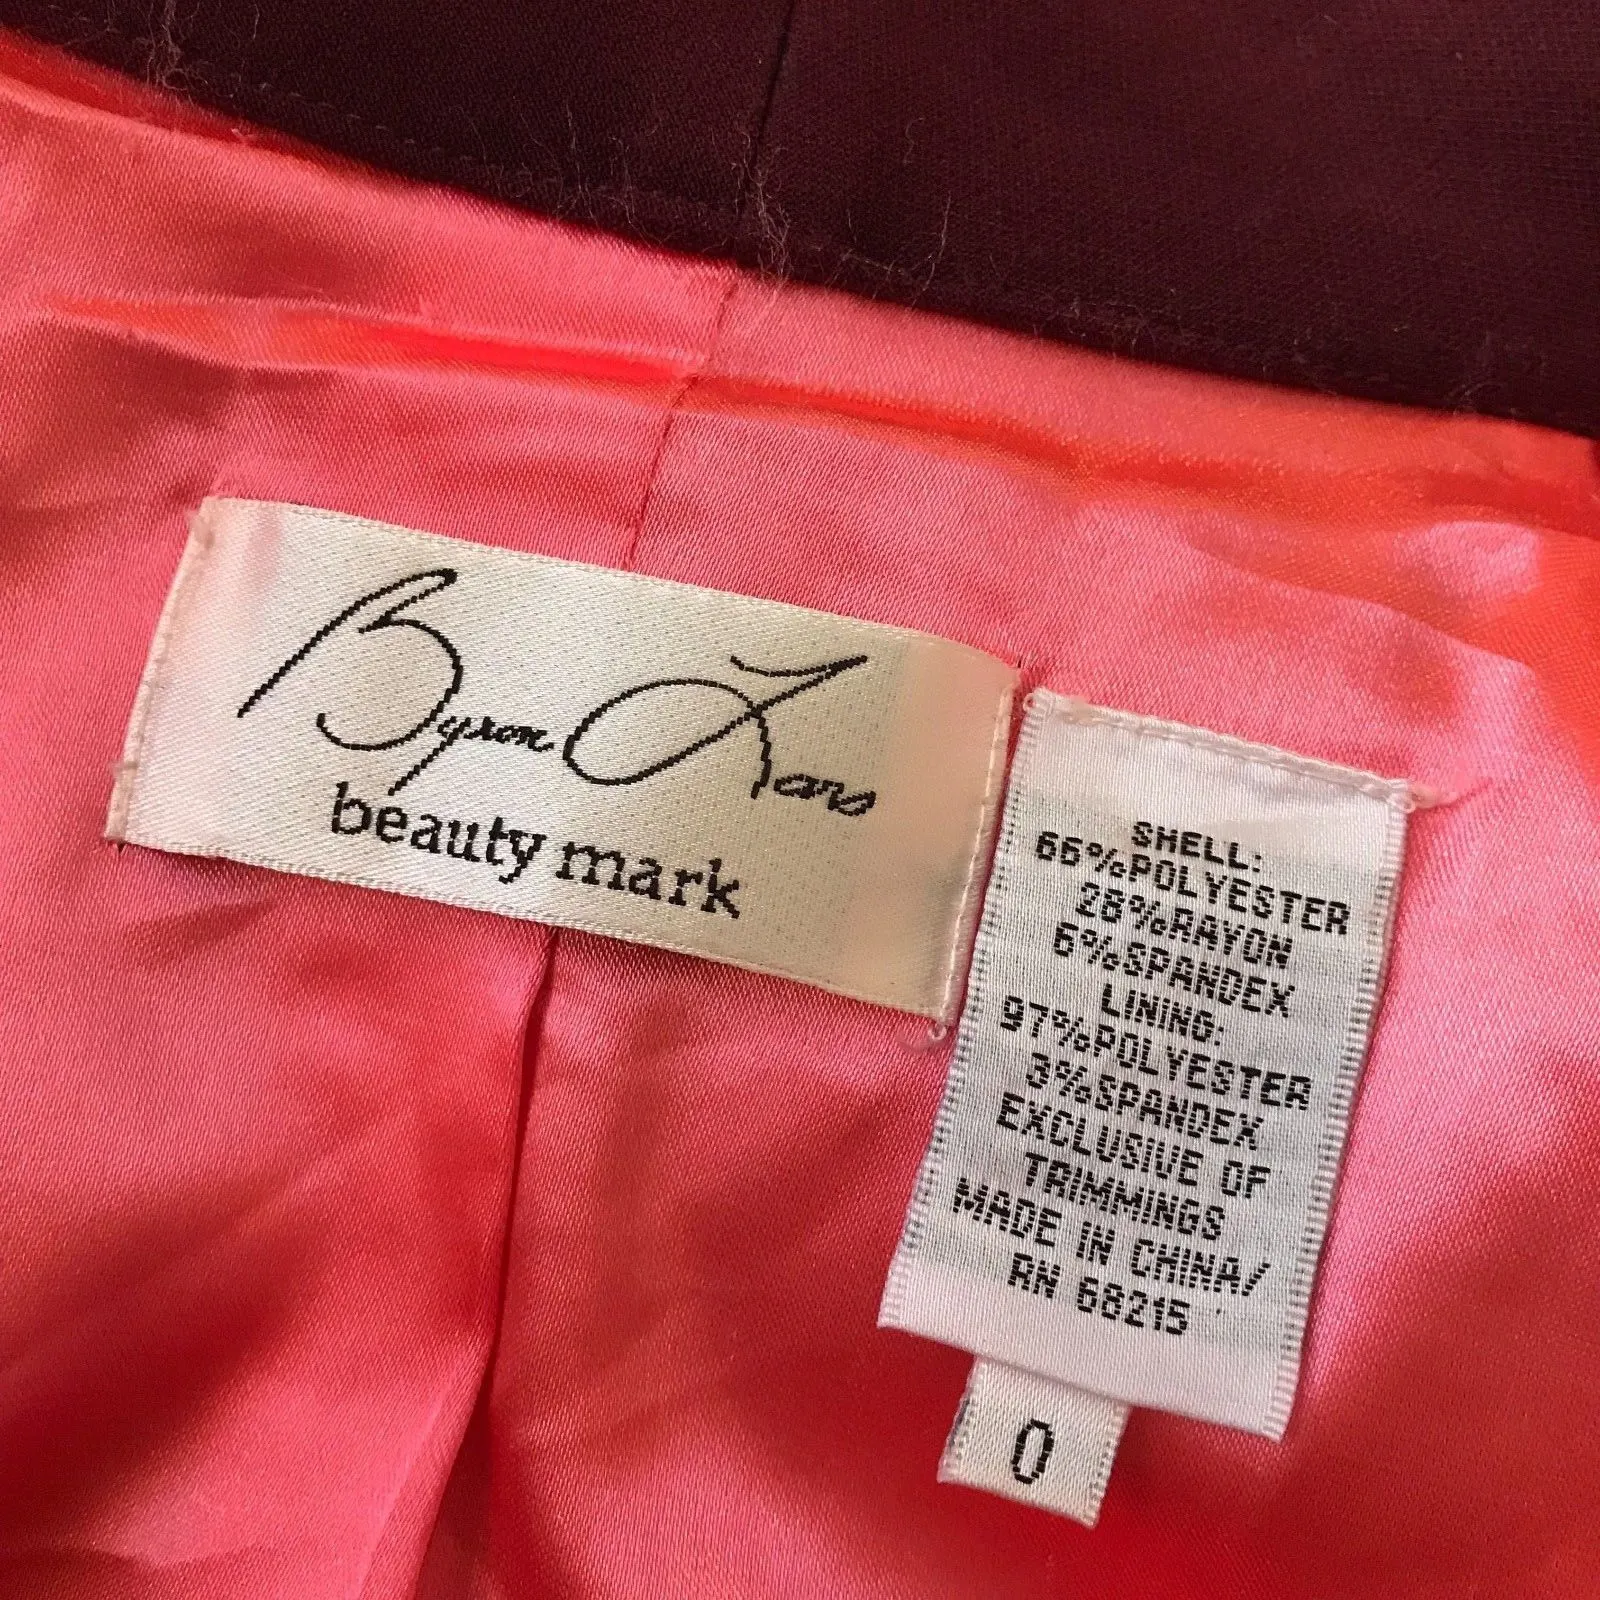 Byron Lars
beauty mark
SHELL:
66%POLYESTER
28%RAYON
6%SPANDEX
LINING:
97%POLYESTER
3%SPANDEX
EXCLUSIVE OF
TRIMMINGS
MADE IN CHINA/
RN 68215
0